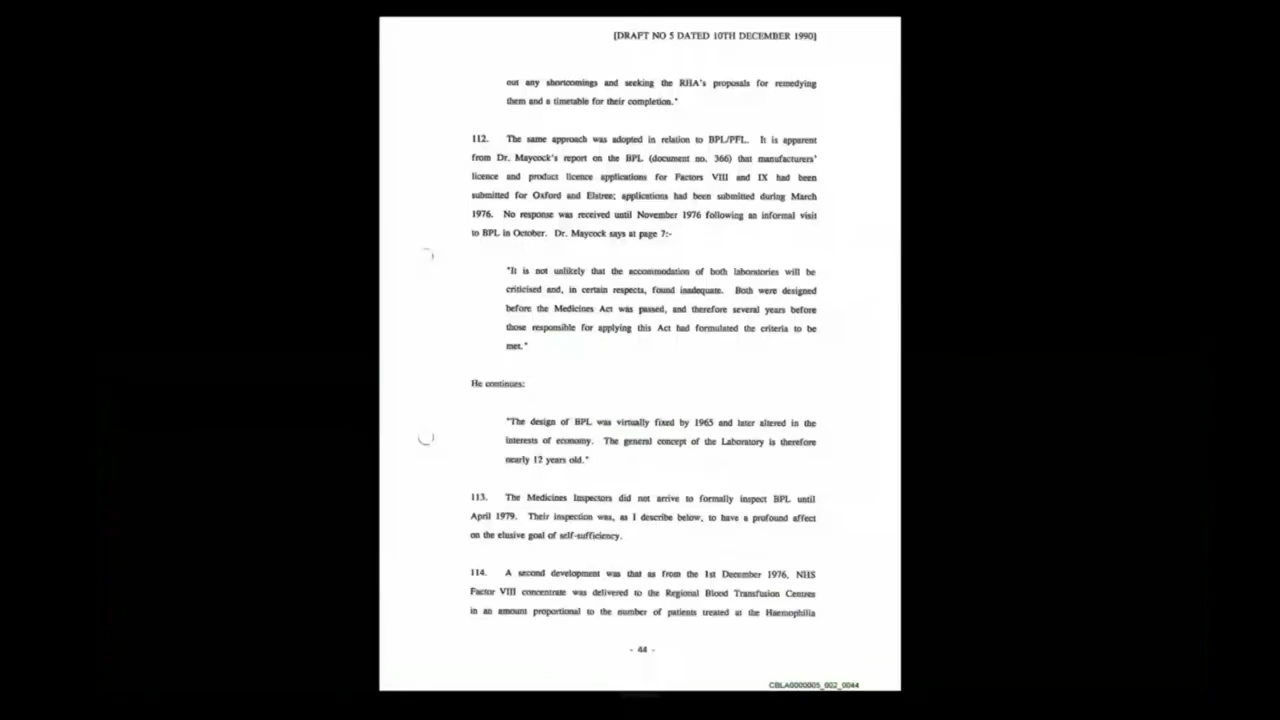 [DRAFT NO 5 DATED 10TH DECEMBER 1990]
out any shortcomings and seeking the RHA's proposals for remedying
them and a timetable for their completion."
112. The same approach was adopted in relation to BPL/PFL. It is apparent
from Dr. Maycock's report on the BPL (document no. 366) that manufacturers'
licence and product licence applications for Factors VIII and IX had been
submitted for Oxford and Elstree; applications had been submitted during March
1976. No response was received until November 1976 following an informal visit
to BPL in October. Dr. Maycock says at page 7:-
"It is not unlikely that the accommodation of both laboratories will be
criticised and, in certain respects, found inadequate. Both were designed
before the Medicines Act was passed, and therefore several years before
those responsible for applying this Act had formulated the criteria to be
met."
He continues:
"The design of BPL was virtually fixed by 1965 and later altered in the
interests of economy. The general concept of the Laboratory is therefore
nearly 12 years old."
113. The Medicines Inspectors did not arrive to formally inspect BPL until
April 1979. Their inspection was, as I describe below, to have a profound affect
on the elusive goal of self-sufficiency.
114. A second development was that as from the 1st December 1976, NHS
Factor VIII concentrate was delivered to the Regional Blood Transfusion Centres
in an amount proportional to the number of patients treated at the Haemophilia
- 44 -
CBLA0000005_002_0044